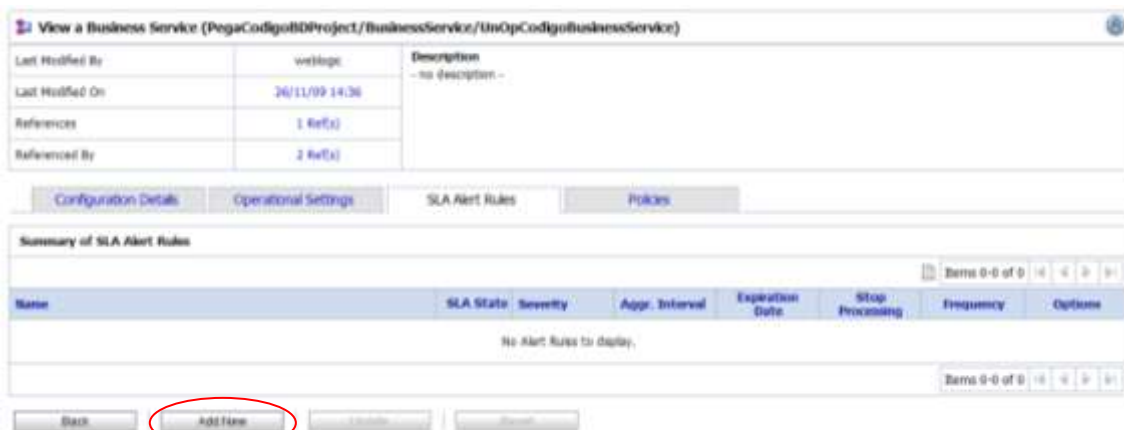 View a Business Service (PegaCodigoBDProject/BusinessService/UnOpCodigoBusinessService)
Last Modified By weblogic Description
- no description -
Last Modified On 26/11/09 14:36
References 1 Ref(s)
Referenced By 2 Ref(s)
Configuration Details Operational Settings SLA Alert Rules Policies
Summary of SLA Alert Rules
Items 0-0 of 0
Name SLA State Severity Aggr. Interval Expiration Date Stop Processing Frequency Options
No Alert Rules to display.
Items 0-0 of 0
Back Add New Update Reset